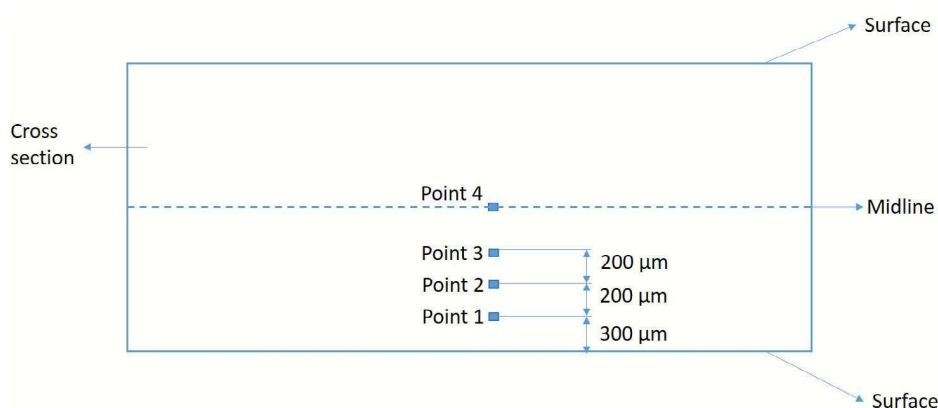 Surface
Cross
section
Point 4
Midline
Point 3
200 µm
Point 2
200 µm
Point 1
300 µm
Surface